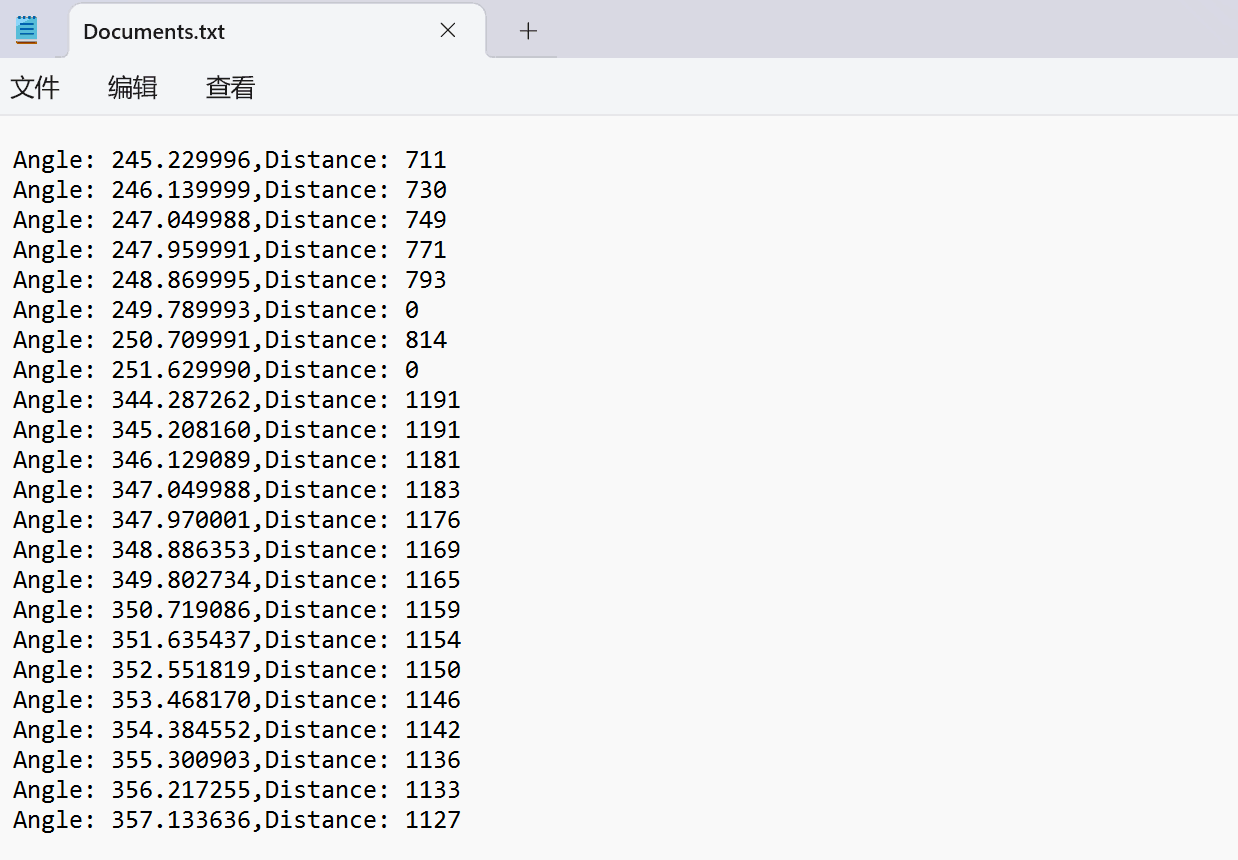 Documents.txt
文件 编辑 查看
Angle: 245.229996,Distance: 711
Angle: 246.139999,Distance: 730
Angle: 247.049988,Distance: 749
Angle: 247.959991,Distance: 771
Angle: 248.869995,Distance: 793
Angle: 249.789993,Distance: 0
Angle: 250.709991,Distance: 814
Angle: 251.629990,Distance: 0
Angle: 344.287262,Distance: 1191
Angle: 345.208160,Distance: 1191
Angle: 346.129089,Distance: 1181
Angle: 347.049988,Distance: 1183
Angle: 347.970001,Distance: 1176
Angle: 348.886353,Distance: 1169
Angle: 349.802734,Distance: 1165
Angle: 350.719086,Distance: 1159
Angle: 351.635437,Distance: 1154
Angle: 352.551819,Distance: 1150
Angle: 353.468170,Distance: 1146
Angle: 354.384552,Distance: 1142
Angle: 355.300903,Distance: 1136
Angle: 356.217255,Distance: 1133
Angle: 357.133636,Distance: 1127